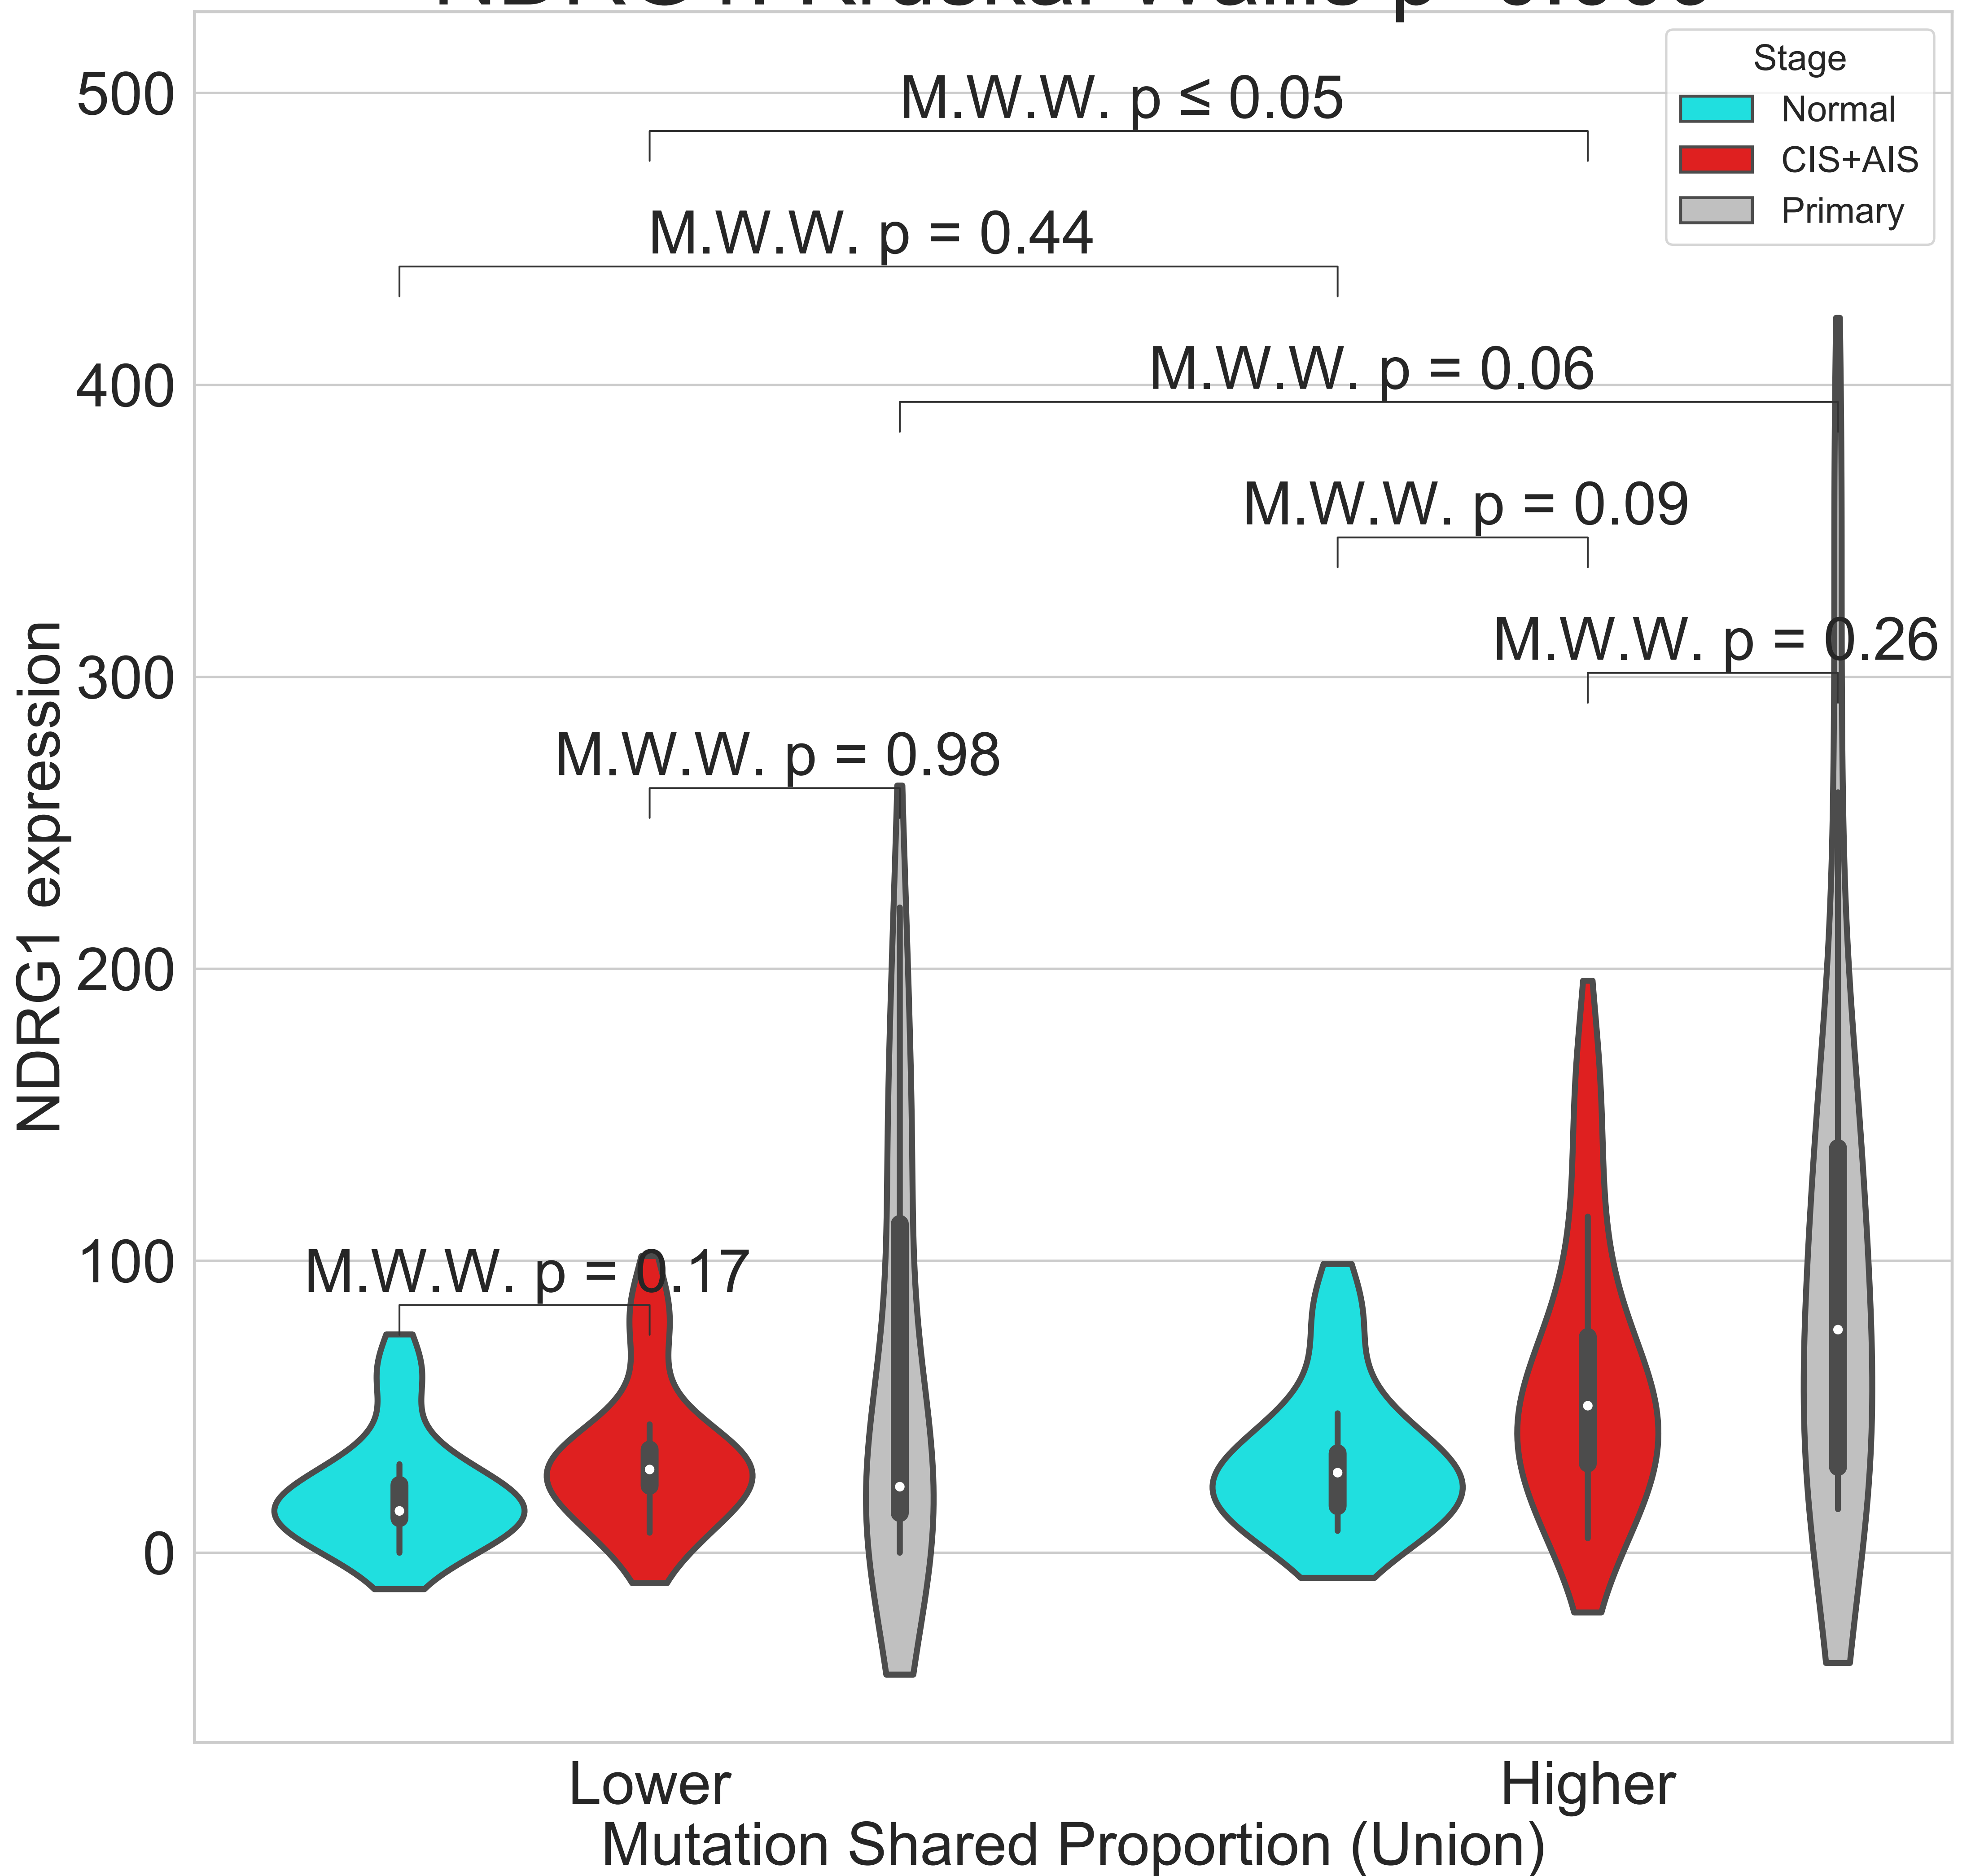 Stage
Normal
CIS+AIS
Primary
M.W.W. p ≤ 0.05
M.W.W. p = 0.44
M.W.W. p = 0.06
M.W.W. p = 0.09
M.W.W. p = 0.26
M.W.W. p = 0.98
M.W.W. p = 0.17
500
400
300
200
100
0
NDRG1 expression
Lower
Higher
Mutation Shared Proportion (Union)